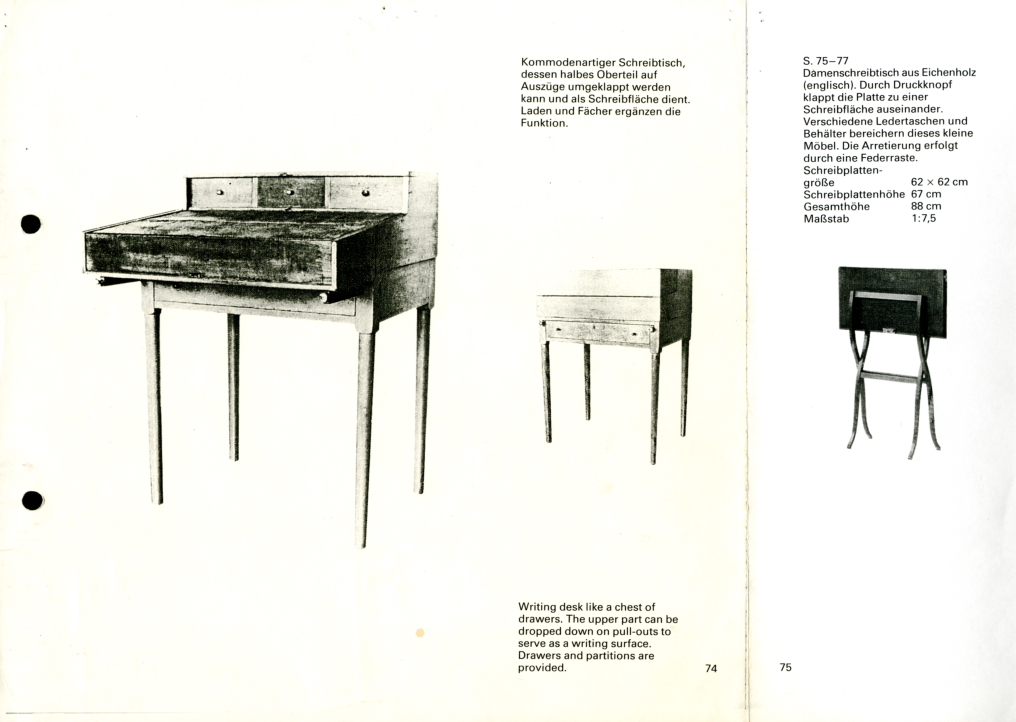 Kommodenartiger Schreibtisch,
dessen halbes Oberteil auf
Auszüge umgeklappt werden
kann und als Schreibfläche dient.
Laden und Fächer ergänzen die
Funktion.
Writing desk like a chest of
drawers. The upper part can be
dropped down on pull-outs to
serve as a writing surface.
Drawers and partitions are
provided.
74
S. 75–77
Damenschreibtisch aus Eichenholz
(englisch). Durch Druckknopf
klappt die Platte zu einer
Schreibfläche auseinander.
Verschiedene Ledertaschen und
Behälter bereichern dieses kleine
Möbel. Die Arretierung erfolgt
durch eine Federraste.
Schreibplatten-
größe 62 × 62 cm
Schreibplattenhöhe 67 cm
Gesamthöhe 88 cm
Maßstab 1:7,5
75